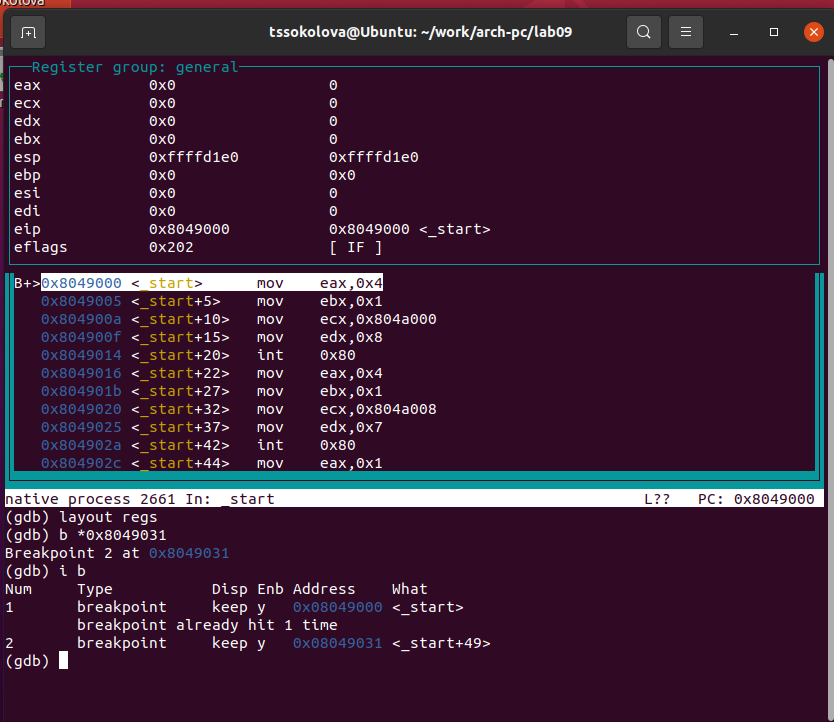 okolova
tssokolova@Ubuntu: ~/work/arch-pc/lab09
Register group: general
eax 0x0 0
ecx 0x0 0
edx 0x0 0
ebx 0x0 0
esp 0xffffd1e0 0xffffd1e0
ebp 0x0 0x0
esi 0x0 0
edi 0x0 0
eip 0x8049000 0x8049000 <_start>
eflags 0x202 [ IF ]
B+>0x8049000 <_start> mov eax,0x4
0x8049005 <_start+5> mov ebx,0x1
0x804900a <_start+10> mov ecx,0x804a000
0x804900f <_start+15> mov edx,0x8
0x8049014 <_start+20> int 0x80
0x8049016 <_start+22> mov eax,0x4
0x804901b <_start+27> mov ebx,0x1
0x8049020 <_start+32> mov ecx,0x804a008
0x8049025 <_start+37> mov edx,0x7
0x804902a <_start+42> int 0x80
0x804902c <_start+44> mov eax,0x1
native process 2661 In: _start L?? PC: 0x8049000
(gdb) layout regs
(gdb) b *0x8049031
Breakpoint 2 at 0x8049031
(gdb) i b
Num Type Disp Enb Address What
1 breakpoint keep y 0x08049000 <_start>
breakpoint already hit 1 time
2 breakpoint keep y 0x08049031 <_start+49>
(gdb)